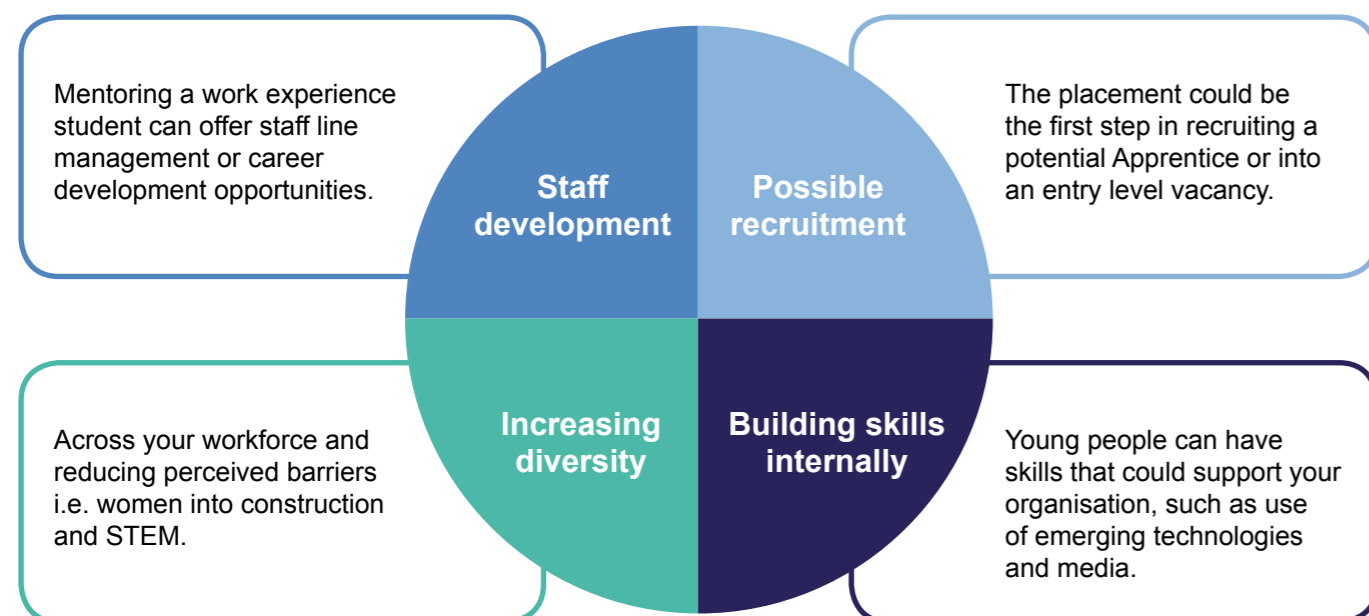 Mentoring a work experience
student can offer staff line
management or career
development opportunities.
Staff
development
Possible
recruitment
The placement could be
the first step in recruiting a
potential Apprentice or into
an entry level vacancy.
Across your workforce and
reducing perceived barriers
i.e. women into construction
and STEM.
Increasing
diversity
Building skills
internally
Young people can have
skills that could support your
organisation, such as use
of emerging technologies
and media.